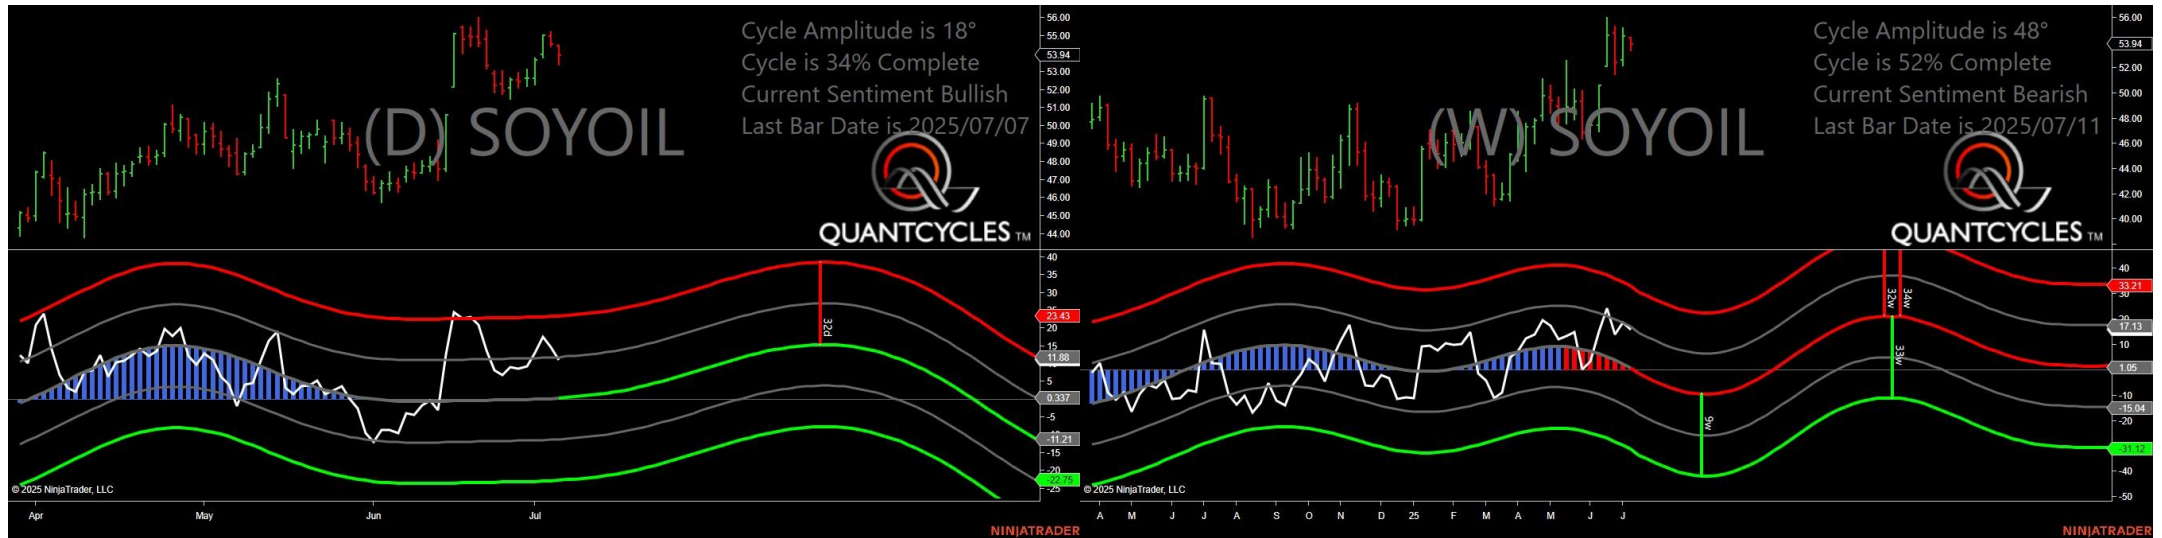 Cycle Amplitude is 18°
Cycle is 34% Complete
Current Sentiment Bullish
Last Bar Date is 2025/07/07
(D) SOYOIL
QUANTCYCLES TM
56.00
55.00
53.94
53.00
52.00
51.00
50.00
49.00
48.00
47.00
46.00
45.00
44.00
40
35
30
23.43
20
15
11.88
5
0.337
-5
-11.21
-15
-20
-22.75
-25
32d
© 2025 NinjaTrader, LLC
Apr May Jun Jul
NINJATRADER
Cycle Amplitude is 48°
Cycle is 52% Complete
Current Sentiment Bearish
Last Bar Date is 2025/07/11
(W) SOYOIL
QUANTCYCLES TM
56.00
53.94
52.00
50.00
48.00
46.00
44.00
42.00
40.00
40
33.21
30
17.13
10
1.05
-10
-15.04
-20
-31.12
-40
-50
32w
34w
33w
9w
© 2025 NinjaTrader, LLC
A M J J A S O N D 25 F M A M J J
NINJATRADER